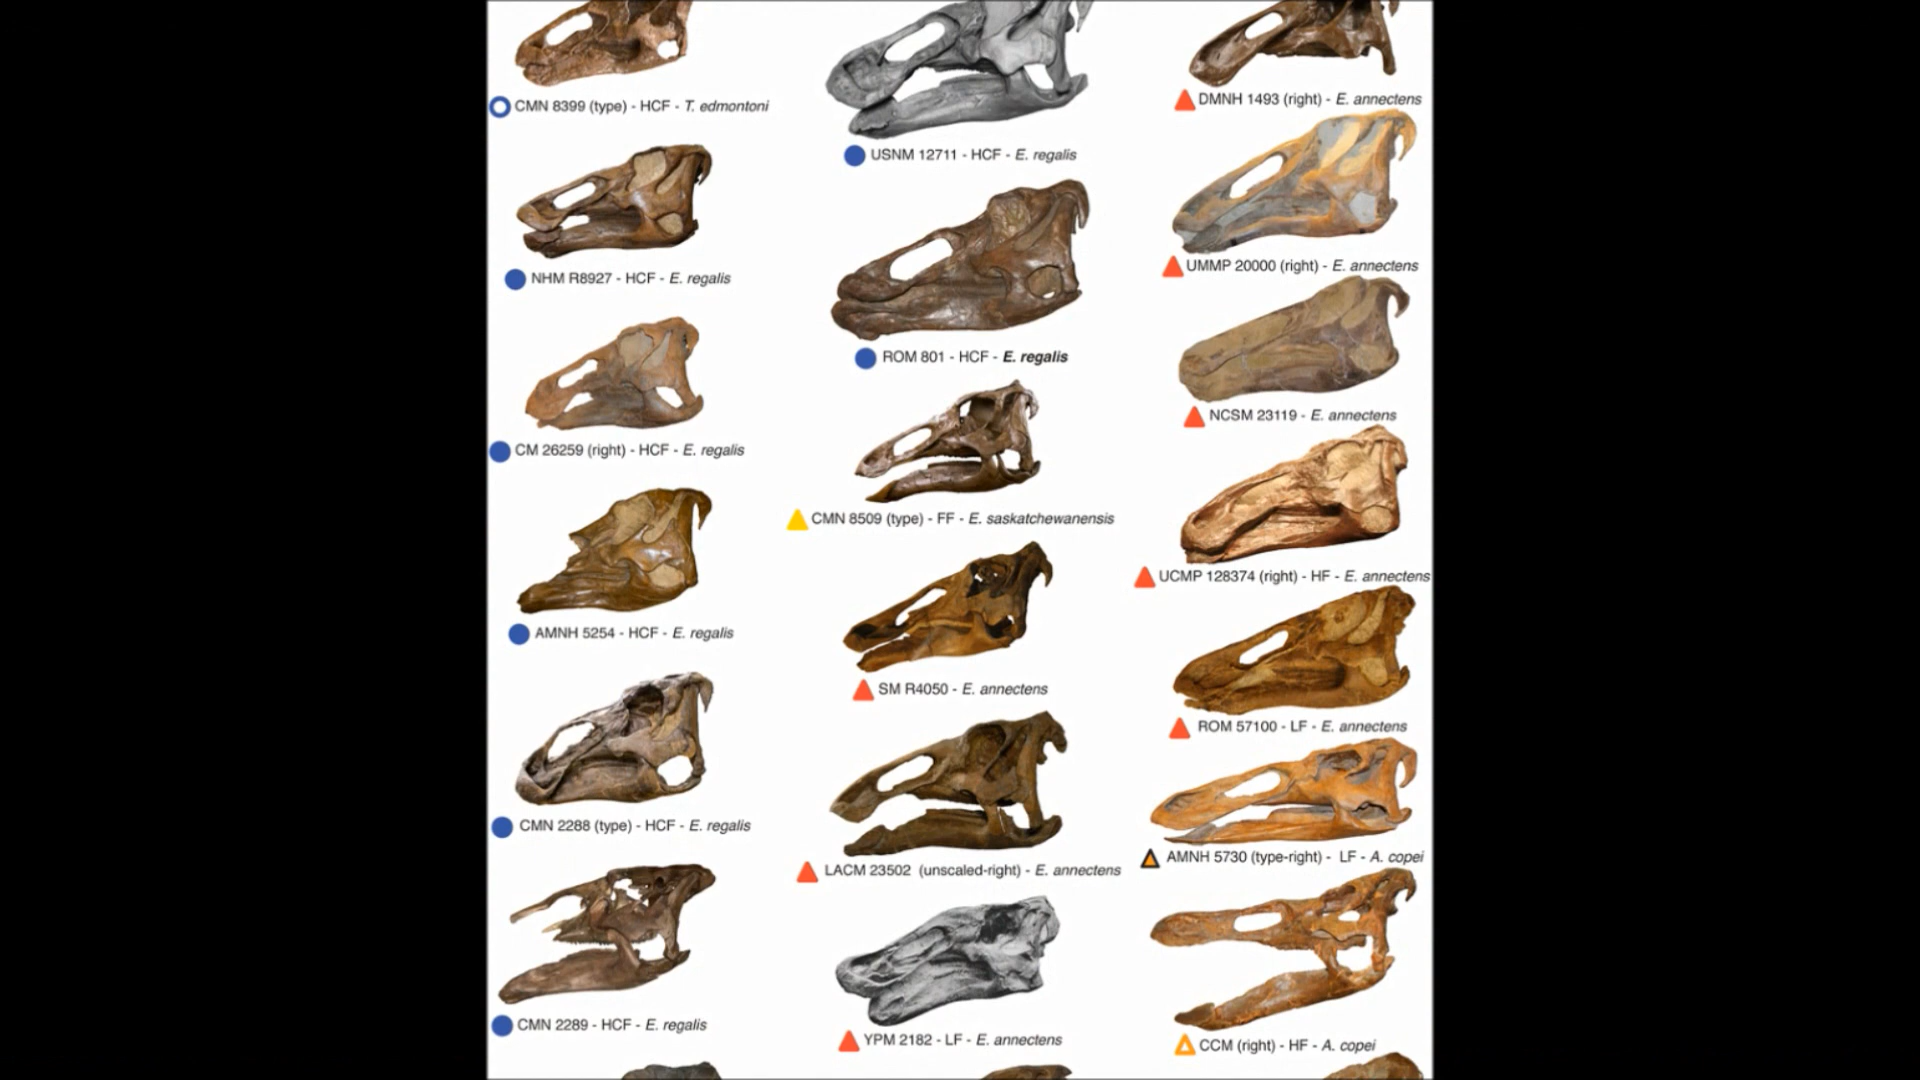 CMN 8399 (type) - HCF - T. edmontoni
NHM R8927 - HCF - E. regalis
CM 26259 (right) - HCF - E. regalis
AMNH 5254 - HCF - E. regalis
CMN 2288 (type) - HCF - E. regalis
CMN 2289 - HCF - E. regalis
USNM 12711 - HCF - E. regalis
ROM 801 - HCF - E. regalis
CMN 8509 (type) - FF - E. saskatchewanensis
SM R4050 - E. annectens
LACM 23502 (unscaled-right) - E. annectens
YPM 2182 - LF - E. annectens
DMNH 1493 (right) - E. annectens
UMMP 20000 (right) - E. annectens
NCSM 23119 - E. annectens
UCMP 128374 (right) - HF - E. annectens
ROM 57100 - LF - E. annectens
AMNH 5730 (type-right) - LF - A. copei
CCM (right) - HF - A. copei